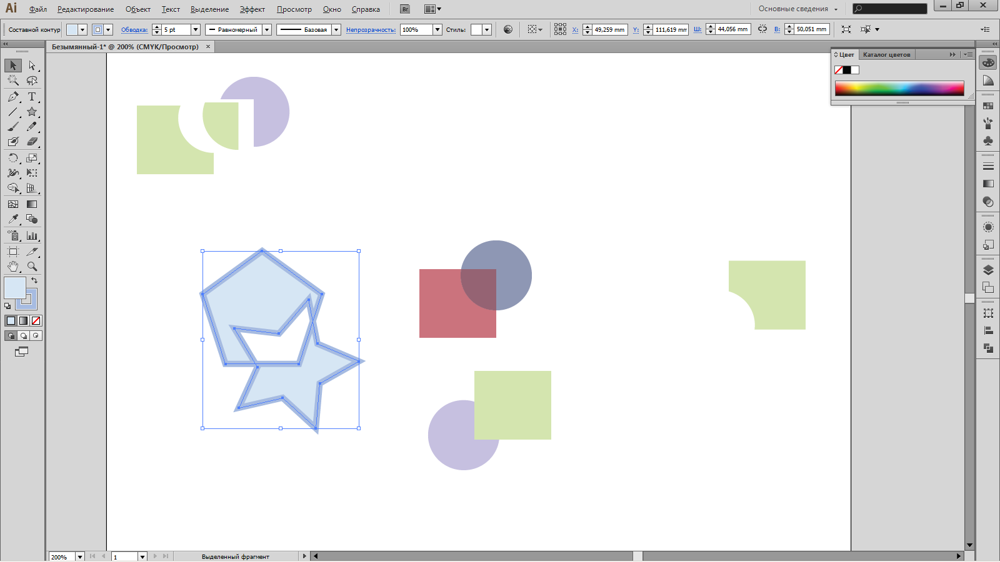 Ai Файл Редактирование Объект Текст Выделение Эффект Просмотр Окно Справка Br Основные сведения
Составной контур Обводка: 5 pt Равномерный Базовая Непрозрачность: 100% Стиль: X: 49,259 mm Y: 111,619 mm Ш: 44,056 mm В: 50,051 mm
Безымянный-1* @ 200% (CMYK/Просмотр) ×
Цвет Каталог цветов
T
200% 1 Выделенный фрагмент